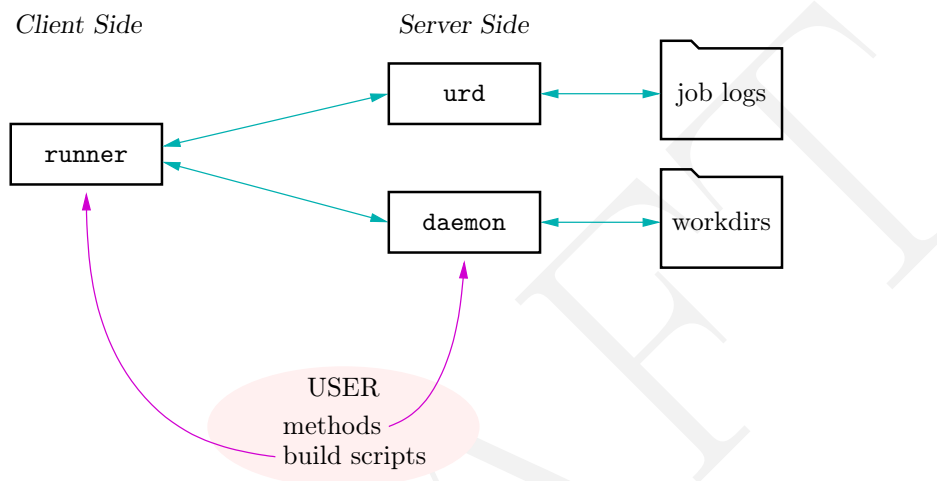 Client Side
Server Side
urd
job logs
runner
daemon
workdirs
USER
methods
build scripts